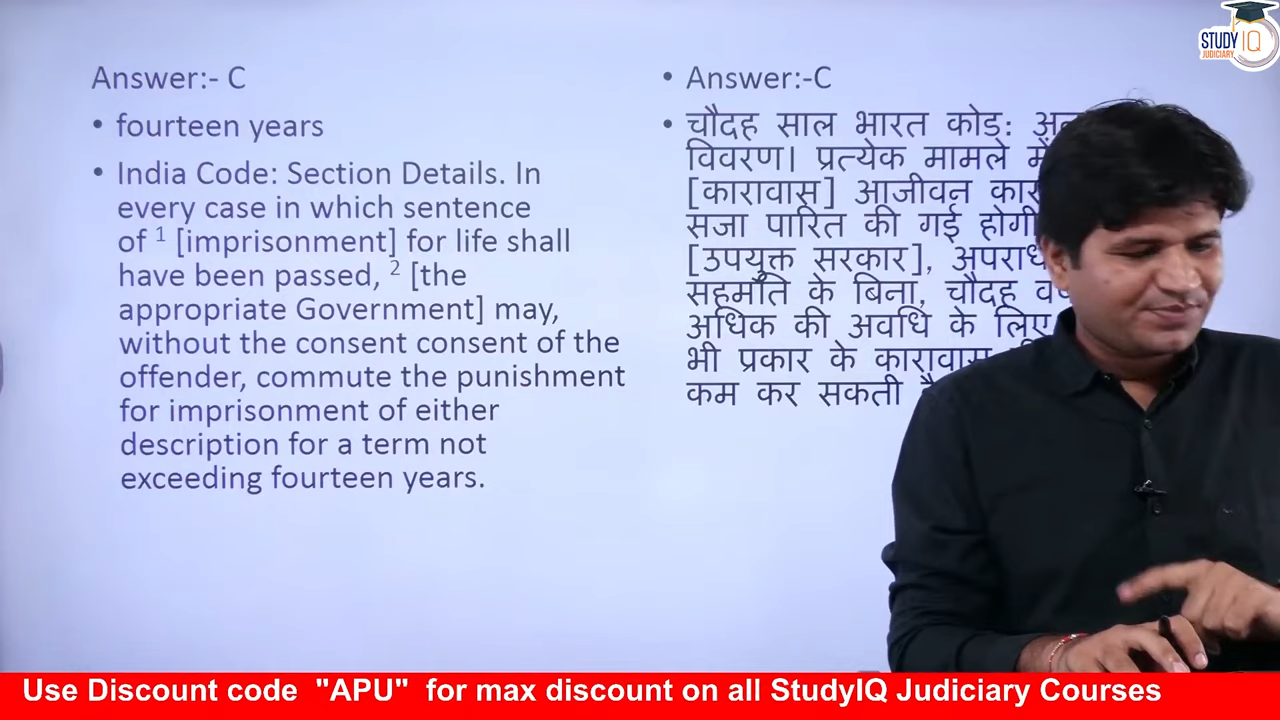 STUDY IQ
JUDICIARY
Answer:- C
• fourteen years
• India Code: Section Details. In
every case in which sentence
of 1 [imprisonment] for life shall
have been passed, 2 [the
appropriate Government] may,
without the consent consent of the
offender, commute the punishment
for imprisonment of either
description for a term not
exceeding fourteen years.
• Answer:-C
• चौदह साल भारत कोड:
विवरण। प्रत्येक मामले में
[कारावास] आजीवन
सजा पारित की गई होगी
[उपयुक्त सरकार],
सहमति के बिना, चौदह
अधिक की अवधि के लिए
भी प्रकार के कारावास
कम कर सकती
Use Discount code "APU" for max discount on all StudyIQ Judiciary Courses